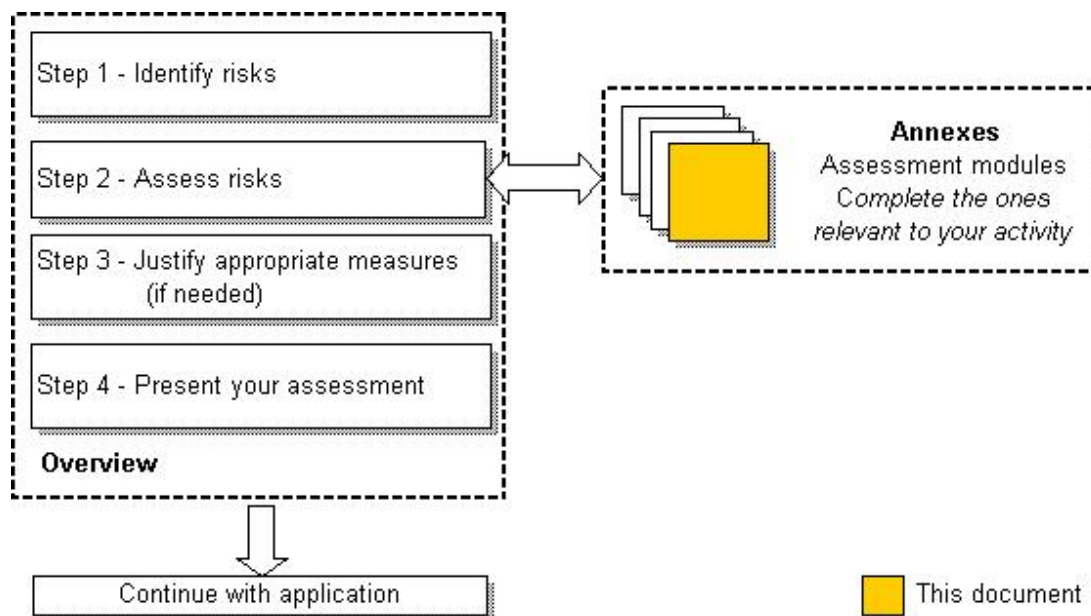 Step 1 - Identify risks
Step 2 - Assess risks
Step 3 - Justify appropriate measures
(if needed)
Step 4 - Present your assessment
Overview
Continue with application
Annexes
Assessment modules
Complete the ones
relevant to your activity
This document